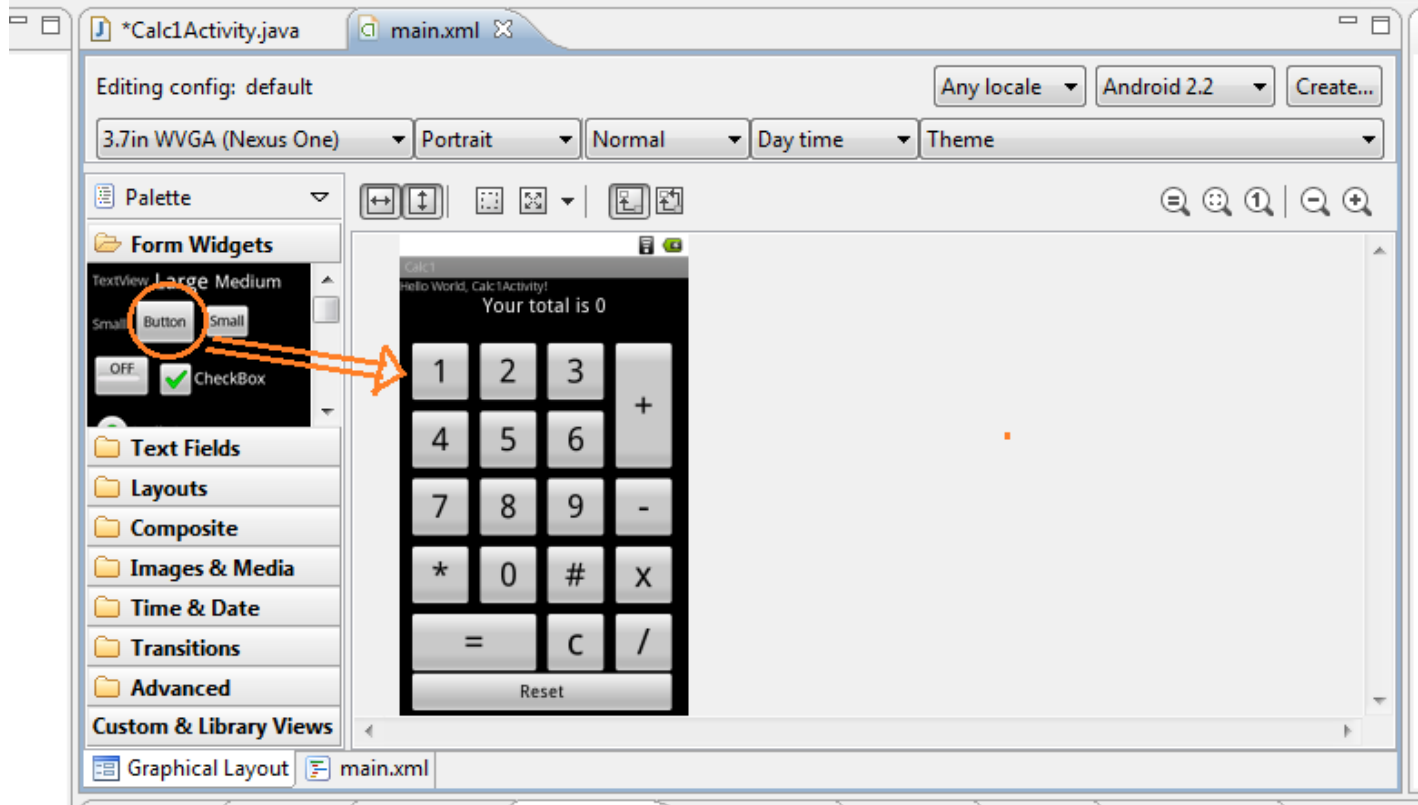 *Calc1Activity.java main.xml
Editing config: default Any locale Android 2.2 Create...
3.7in WVGA (Nexus One) Portrait Normal Day time Theme
Palette
Form Widgets
TextView Large Medium
Small Button Small
OFF CheckBox
Text Fields
Layouts
Composite
Images & Media
Time & Date
Transitions
Advanced
Custom & Library Views
Calc1
Hello World, Calc1Activity!
Your total is 0
1 2 3 +
4 5 6
7 8 9 -
* 0 # x
= C /
Reset
Graphical Layout main.xml